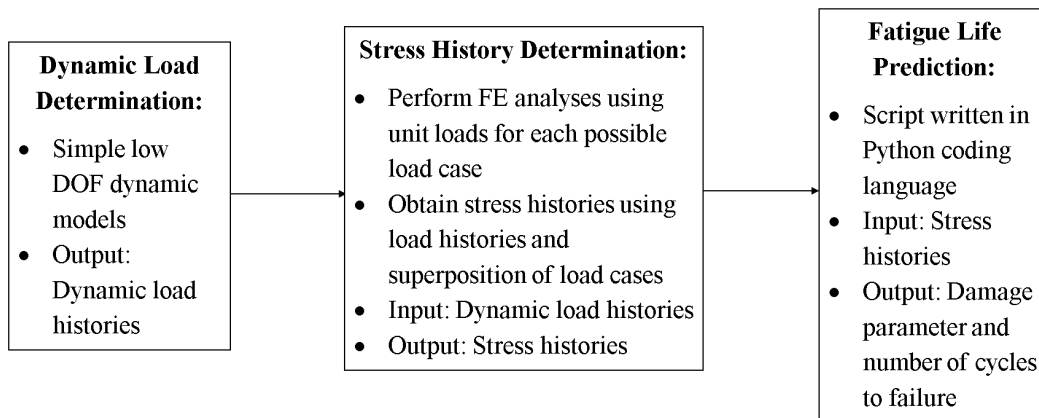 Dynamic Load
Determination:
• Simple low
DOF dynamic
models
• Output:
Dynamic load
histories
Stress History Determination:
• Perform FE analyses using
unit loads for each possible
load case
• Obtain stress histories using
load histories and
superposition of load cases
• Input: Dynamic load histories
• Output: Stress histories
Fatigue Life
Prediction:
• Script written in
Python coding
language
• Input: Stress
histories
• Output: Damage
parameter and
number of cycles
to failure